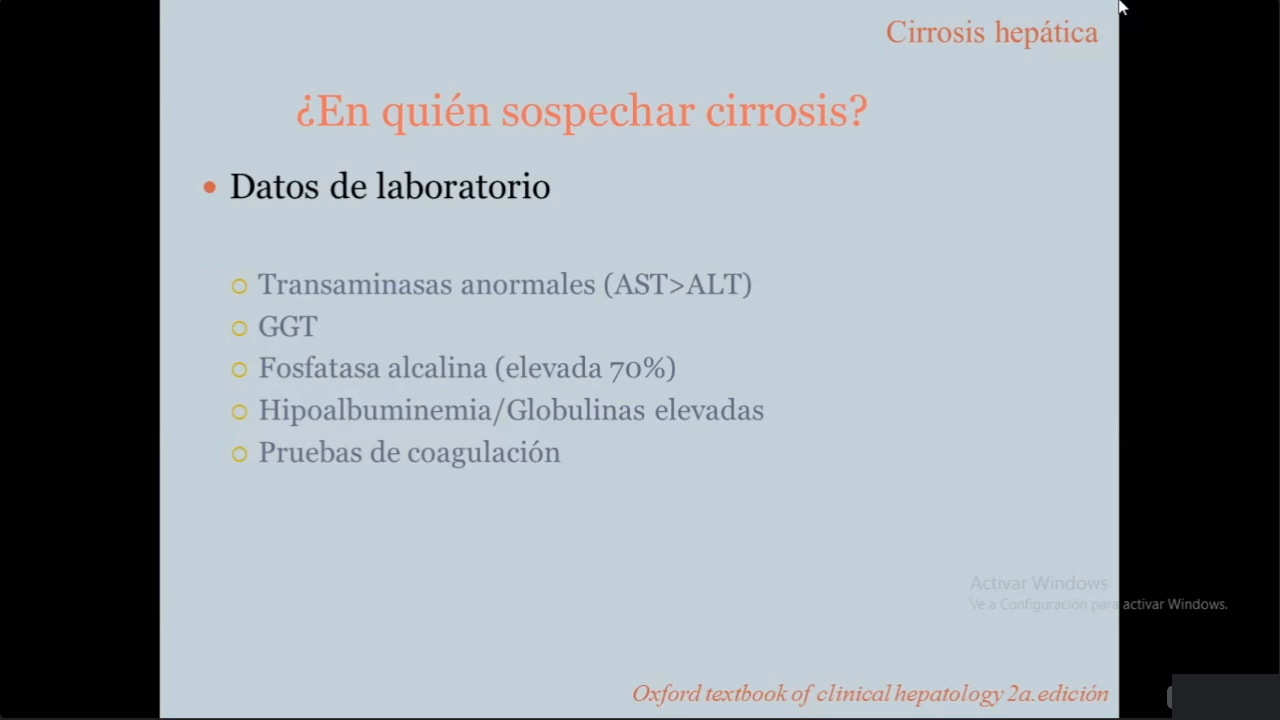 Cirrosis hepática
¿En quién sospechar cirrosis?
Datos de laboratorio
Transaminasas anormales (AST>ALT)
GGT
Fosfatasa alcalina (elevada 70%)
Hipoalbuminemia/Globulinas elevadas
Pruebas de coagulación
Activar Windows
Ve a Configuración para activar Windows.
Oxford textbook of clinical hepatology 2a.edición